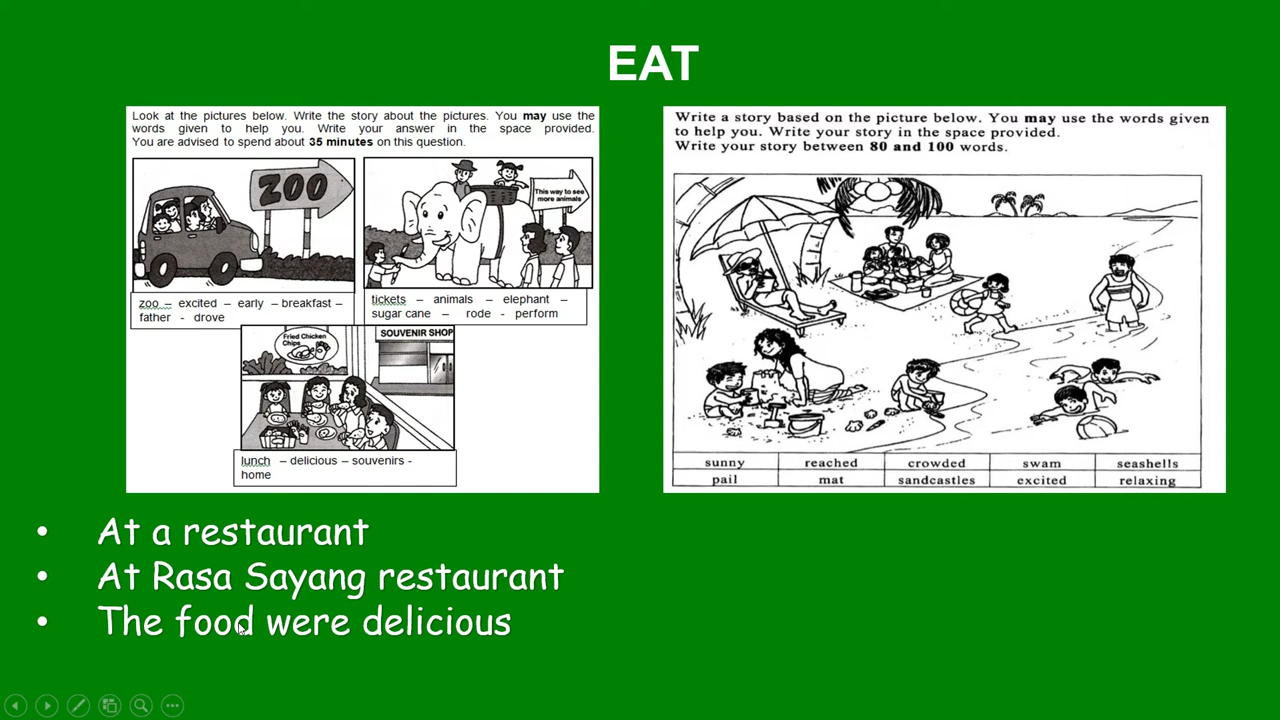 EAT
Look at the pictures below. Write the story about the pictures. You may use the
words given to help you. Write your answer in the space provided.
You are advised to spend about 35 minutes on this question.
ZOO
This way to see
more animals
zoo – excited – early – breakfast –
father - drove
tickets – animals – elephant –
sugar cane – rode - perform
Fried Chicken
Chips
SOUVENIR SHOP
lunch – delicious – souvenirs -
home
Write a story based on the picture below. You may use the words given
to help you. Write your story in the space provided.
Write your story between 80 and 100 words.
sunny reached crowded swam seashells
pail mat sandcastles excited relaxing
• At a restaurant
• At Rasa Sayang restaurant
• The food were delicious